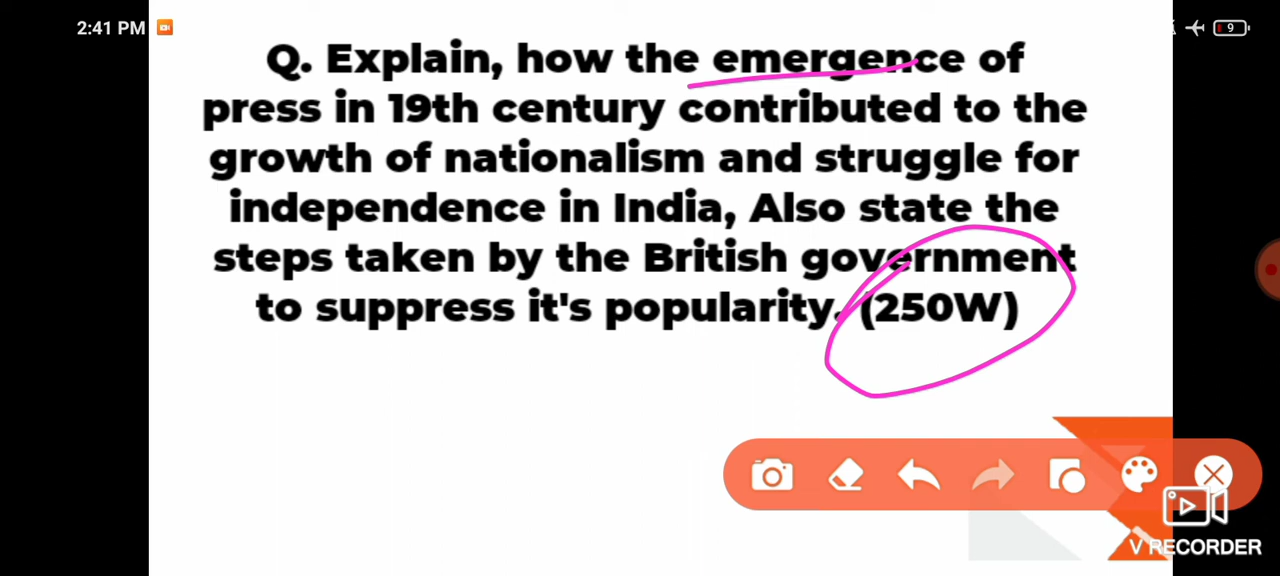 2:41 PM
9
Q. Explain, how the emergence of
press in 19th century contributed to the
growth of nationalism and struggle for
independence in India, Also state the
steps taken by the British government
to suppress it's popularity. (250W)
V RECORDER